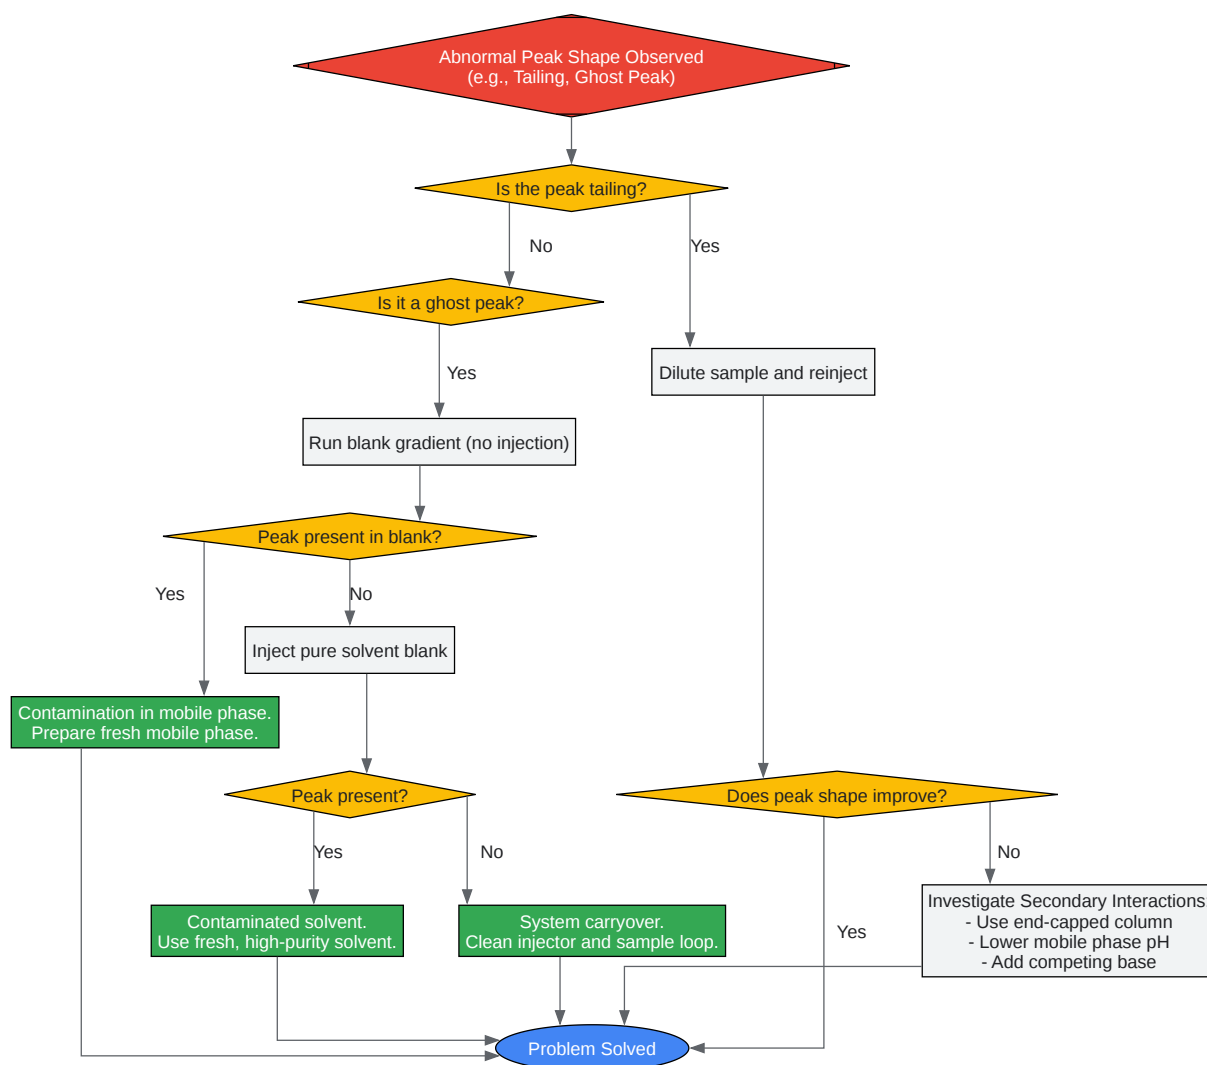 Abnormal Peak Shape Observed
(e.g., Tailing, Ghost Peak)
Is the peak tailing?
No
Yes
Is it a ghost peak?
Yes
Dilute sample and reinject
Run blank gradient (no injection)
Peak present in blank?
Yes
No
Inject pure solvent blank
Contamination in mobile phase.
Prepare fresh mobile phase.
Peak present?
Does peak shape improve?
Yes
No
No
Contaminated solvent.
Use fresh, high-purity solvent.
System carryover.
Clean injector and sample loop.
Yes
Investigate Secondary Interactions:
- Use end-capped column
- Lower mobile phase pH
- Add competing base
Problem Solved